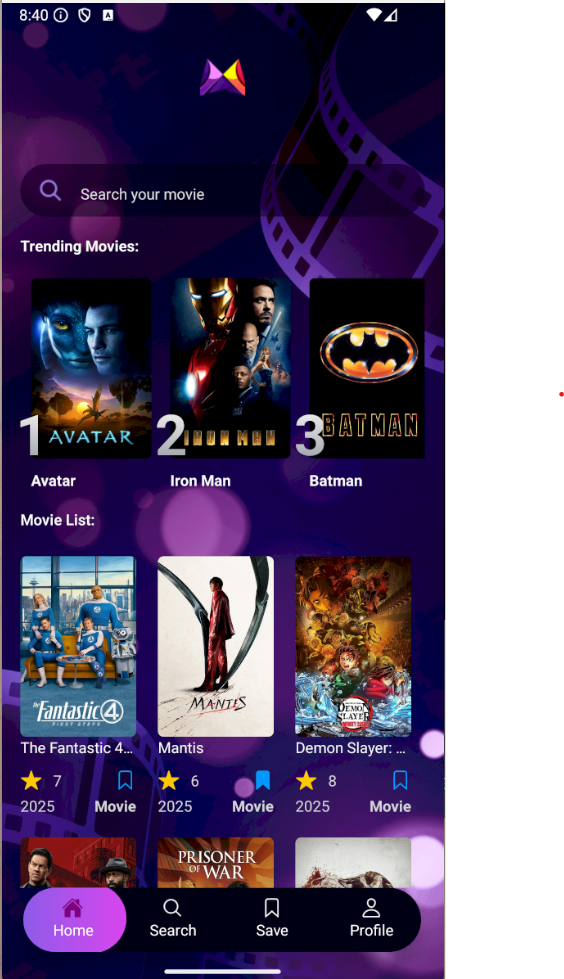 8:40
A
Search your movie
Trending Movies:
1 AVATAR
2 IRON MAN
3 BATMAN
Avatar
Iron Man
Batman
Movie List:
THE FANTASTIC 4
FIRST STEPS
MANTIS
DEMON SLAYER
The Fantastic 4…
Mantis
Demon Slayer: …
7
6
8
2025
Movie
2025
Movie
2025
Movie
PRISONER
OF WAR
Home
Search
Save
Profile